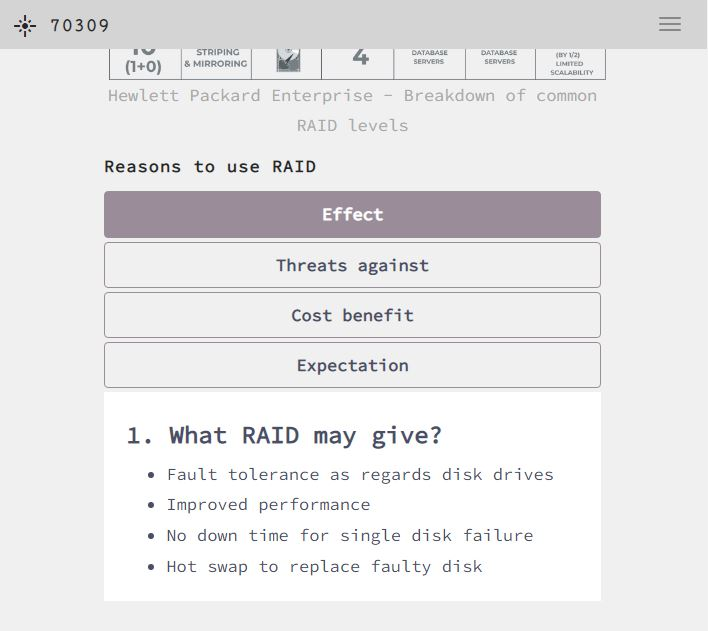 70309
10
(1+0)
STRIPING
& MIRRORING
4
DATABASE
SERVERS
DATABASE
SERVERS
(BY 1/2)
LIMITED
SCALABILITY
Hewlett Packard Enterprise - Breakdown of common
RAID levels
Reasons to use RAID
Effect
Threats against
Cost benefit
Expectation
1. What RAID may give?
Fault tolerance as regards disk drives
Improved performance
No down time for single disk failure
Hot swap to replace faulty disk